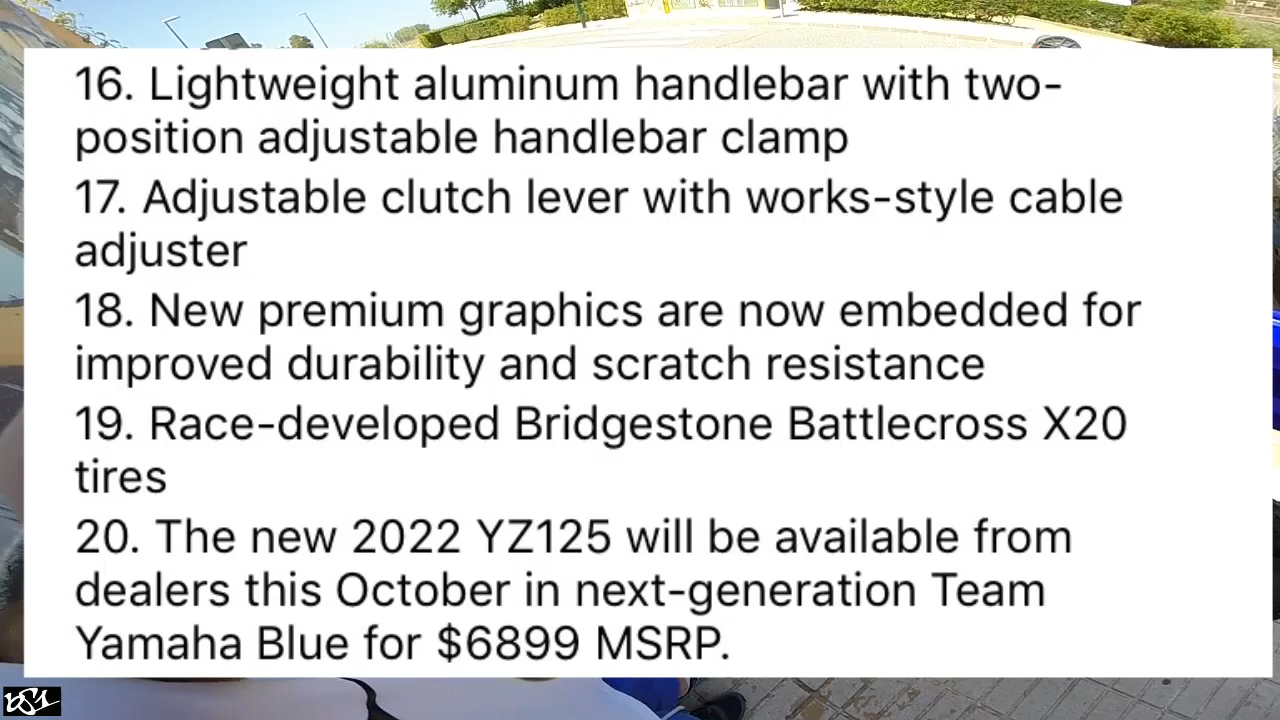 16. Lightweight aluminum handlebar with two-
position adjustable handlebar clamp
17. Adjustable clutch lever with works-style cable
adjuster
18. New premium graphics are now embedded for
improved durability and scratch resistance
19. Race-developed Bridgestone Battlecross X20
tires
20. The new 2022 YZ125 will be available from
dealers this October in next-generation Team
Yamaha Blue for $6899 MSRP.